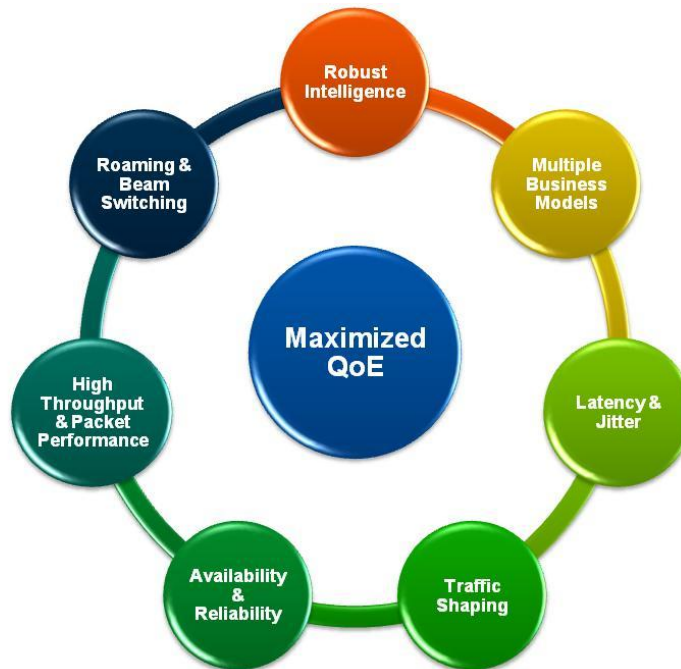 Robust
Intelligence
Multiple
Business
Models
Latency &
Jitter
Traffic
Shaping
Availability
&
Reliability
High
Throughput
& Packet
Performance
Roaming &
Beam
Switching
Maximized
QoE